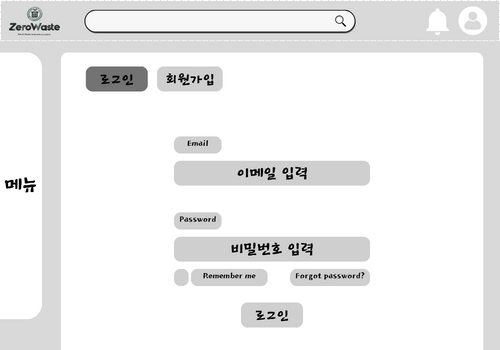 ZeroWaste
로그인
회원가입
메뉴
Email
이메일 입력
Password
비밀번호 입력
Remember me
Forgot password?
로그인